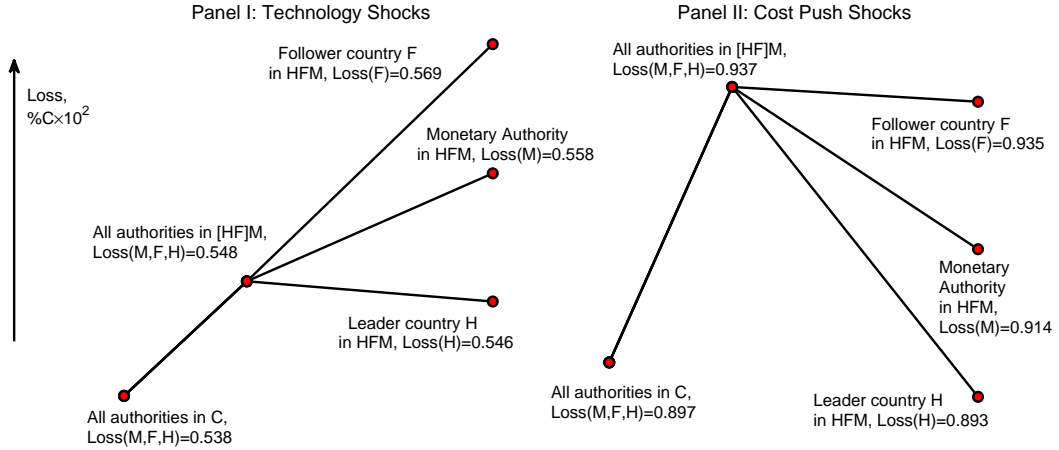 Panel I: Technology Shocks
Loss,
%C×10²
Follower country F
in HFM, Loss(F)=0.569
Monetary Authority
in HFM, Loss(M)=0.558
All authorities in [HF]M,
Loss(M,F,H)=0.548
Leader country H
in HFM, Loss(H)=0.546
All authorities in C,
Loss(M,F,H)=0.538
Panel II: Cost Push Shocks
All authorities in [HF]M,
Loss(M,F,H)=0.937
Follower country F
in HFM, Loss(F)=0.935
Monetary
Authority
in HFM,
Loss(M)=0.914
All authorities in C,
Loss(M,F,H)=0.897
Leader country H
in HFM, Loss(H)=0.893